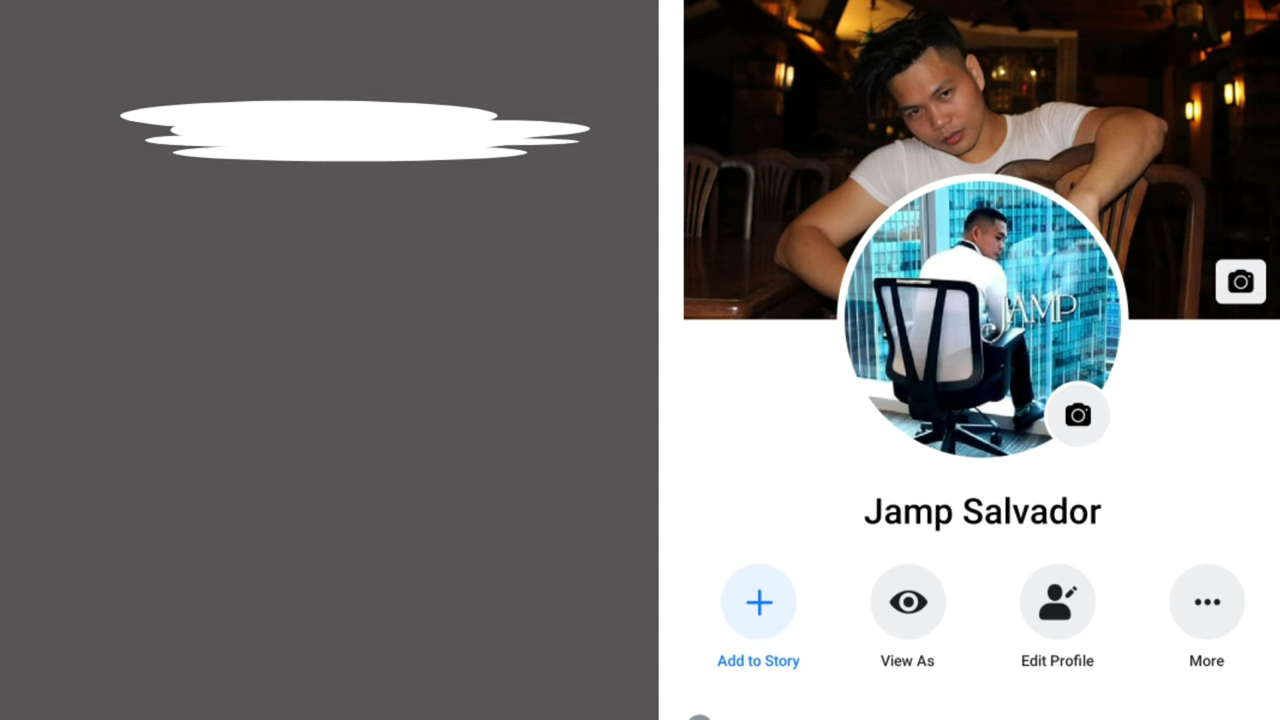 JAMP
Jamp Salvador
Add to Story
View As
Edit Profile
More